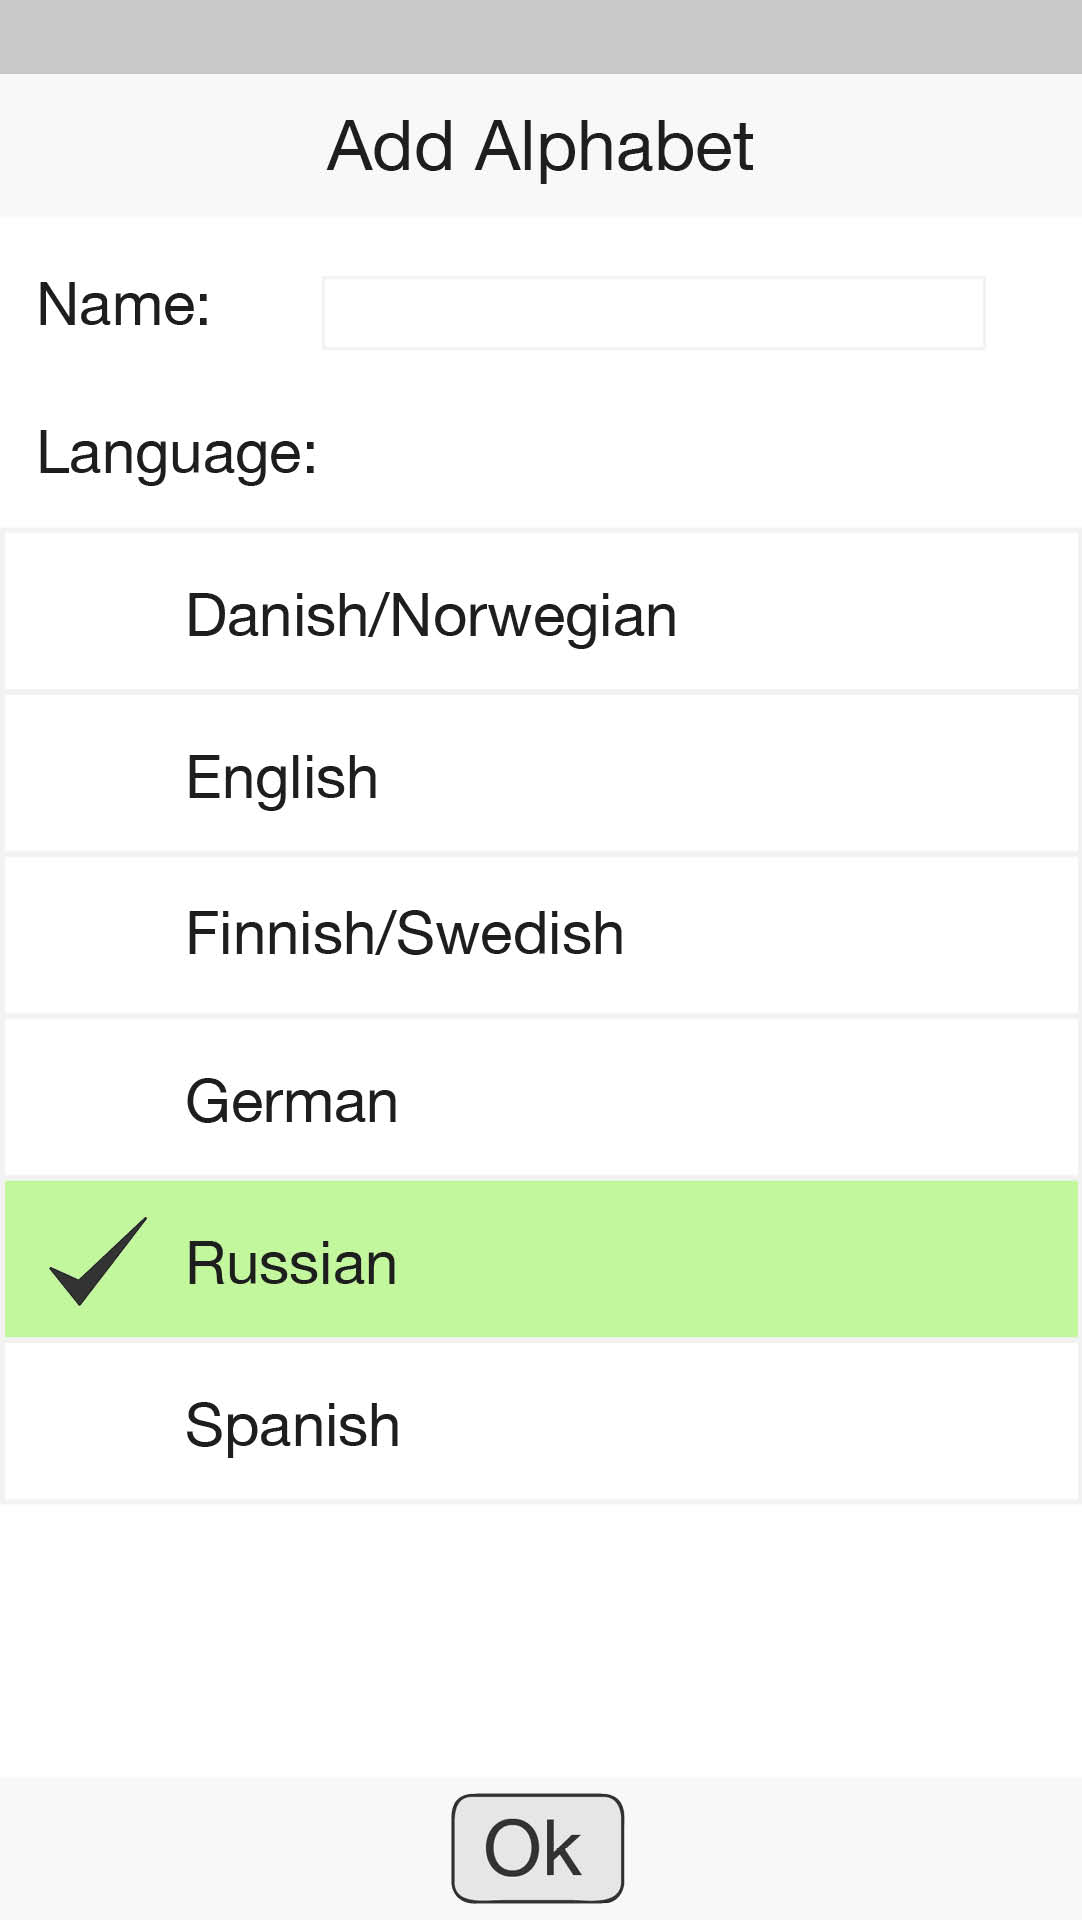 Add Alphabet
Name:
Language:
Danish/Norwegian
English
Finnish/Swedish
German
Russian
Spanish
Ok